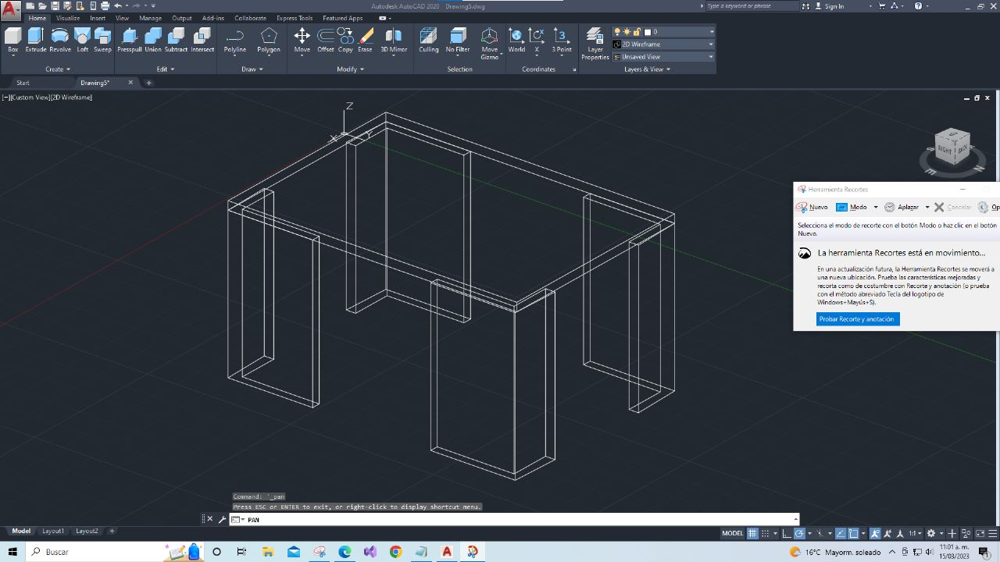 Autodesk AutoCAD 2020 Drawing5.dwg
Type a keyword or phrase
Sign In
Home Visualize Insert View Manage Output Add-ins Collaborate Express Tools Featured Apps
Box Extrude Revolve Loft Sweep Presspull Union Subtract Intersect Polyline Polygon Move Offset Copy Erase 3D Mirror Culling No Filter Move Gizmo World X 3 Point Layer Properties
0
2D Wireframe
Unsaved View
Create Edit Draw Modify Selection Coordinates Layers & View
Start Drawing5*
[−][Custom View][2D Wireframe]
Z
RIGHT BACK
N
E
Herramienta Recortes
Nuevo Modo Aplazar Cancelar Op
Selecciona el modo de recorte con el botón Modo o haz clic en el botón
Nuevo.
La herramienta Recortes está en movimiento...
En una actualización futura, la Herramienta Recortes se moverá a
una nueva ubicación. Prueba las características mejoradas y
recorta como de costumbre con Recorte y anotación (o prueba
con el método abreviado Tecla del logotipo de
Windows+Mayús+S).
Probar Recorte y anotación
Command: '_pan
Press ESC or ENTER to exit, or right-click to display shortcut menu.
PAN
Model Layout1 Layout2
MODEL 1:1
Buscar
16°C Mayorm. soleado
11:01 a. m.
15/03/2023